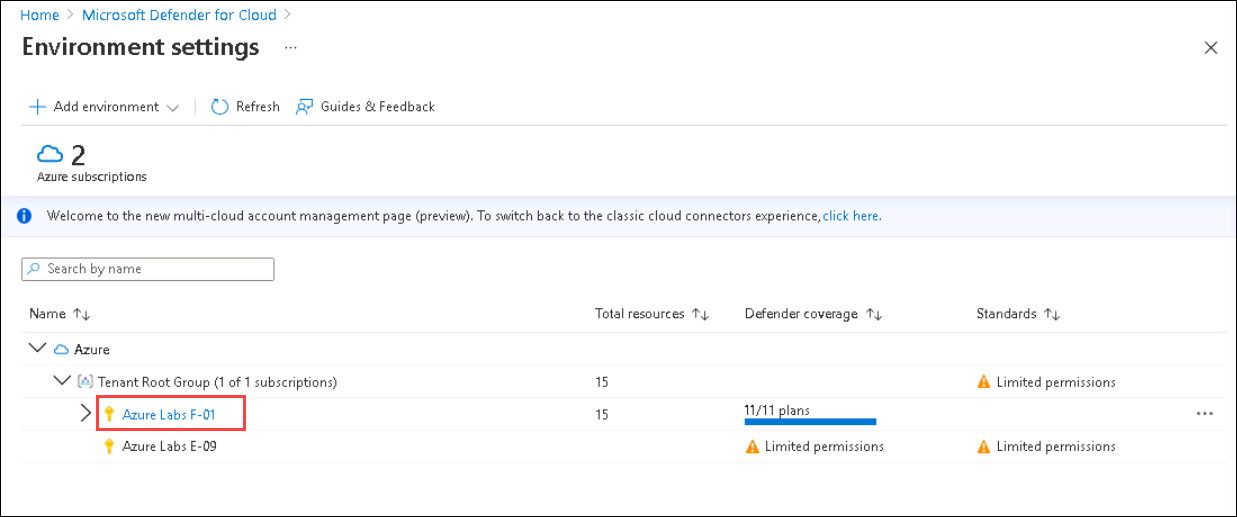 Home > Microsoft Defender for Cloud >
Environment settings ...
Add environment
Refresh
Guides & Feedback
2
Azure subscriptions
Welcome to the new multi-cloud account management page (preview). To switch back to the classic cloud connectors experience, click here.
Search by name
Name Total resources Defender coverage Standards
Azure
Tenant Root Group (1 of 1 subscriptions) 15 Limited permissions
Azure Labs F-01 15 11/11 plans ...
Azure Labs E-09 Limited permissions Limited permissions